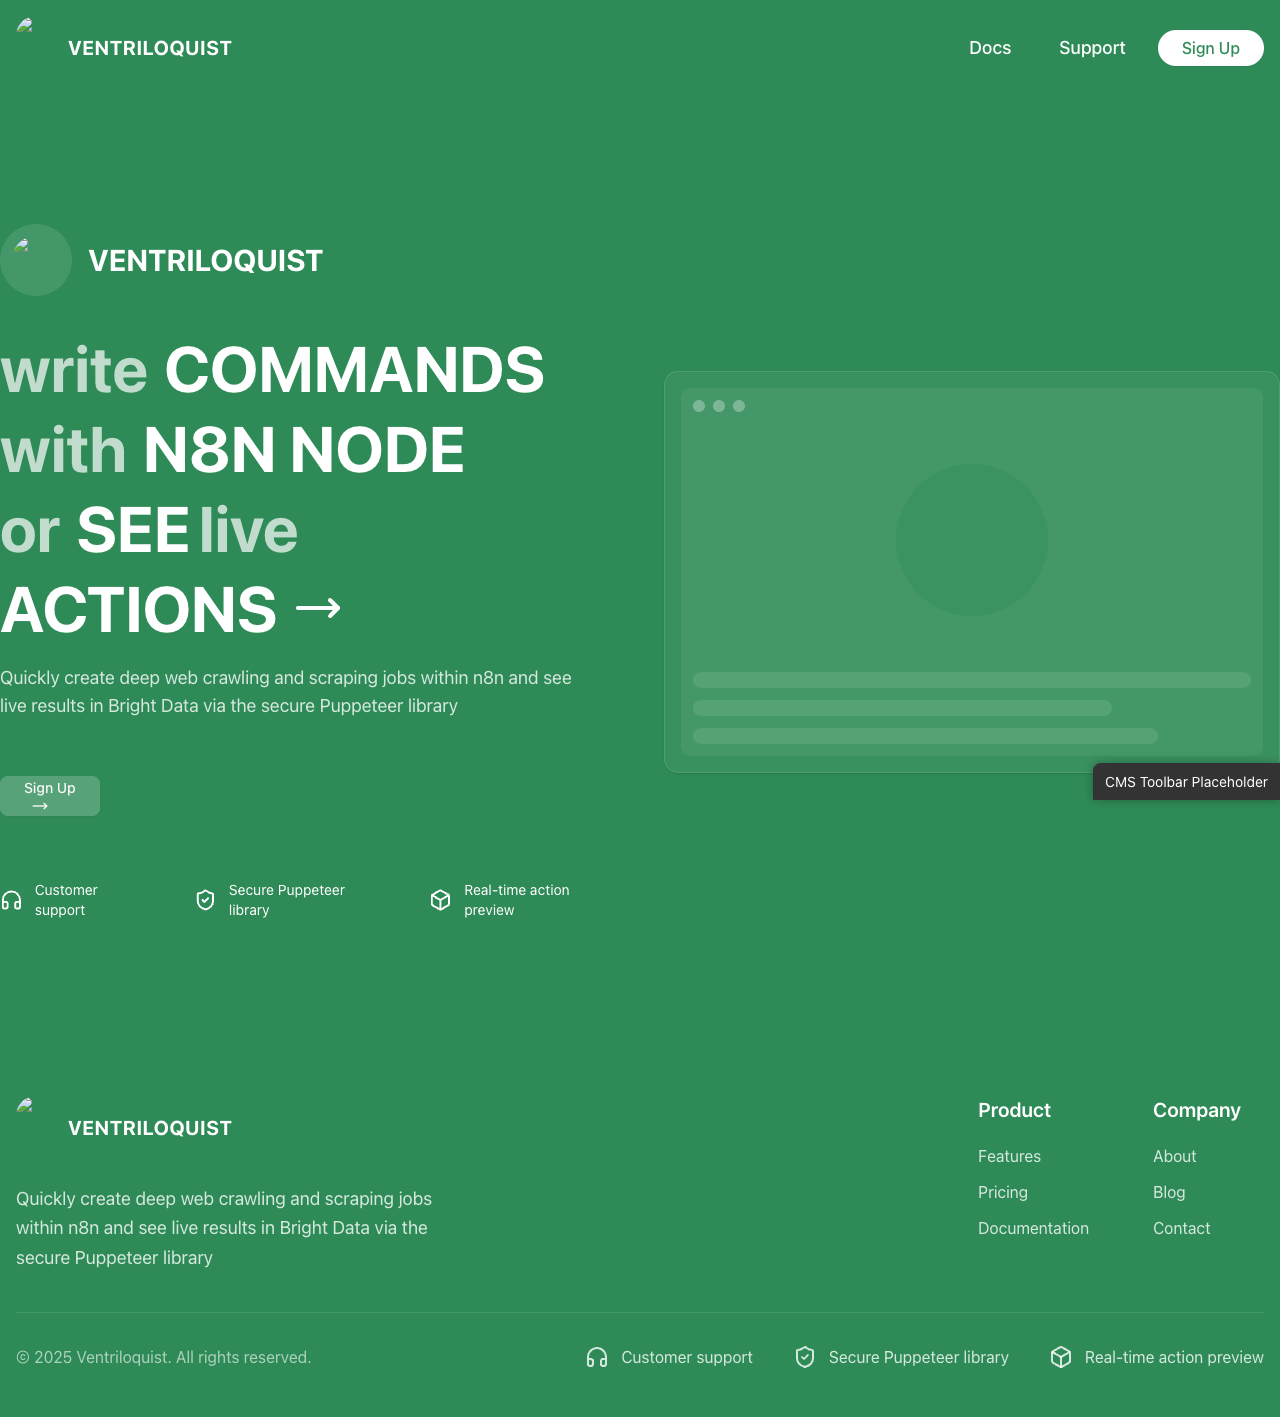 VENTRILOQUIST
Docs
Support
Sign Up
VENTRILOQUIST
write COMMANDS
with N8N NODE
or SEE live
ACTIONS →
Quickly create deep web crawling and scraping jobs within n8n and see
live results in Bright Data via the secure Puppeteer library
Sign Up
→
CMS Toolbar Placeholder
Customer
support
Secure Puppeteer
library
Real-time action
preview
VENTRILOQUIST
Quickly create deep web crawling and scraping jobs
within n8n and see live results in Bright Data via the
secure Puppeteer library
Product
Features
Pricing
Documentation
Company
About
Blog
Contact
© 2025 Ventriloquist. All rights reserved.
Customer support
Secure Puppeteer library
Real-time action preview